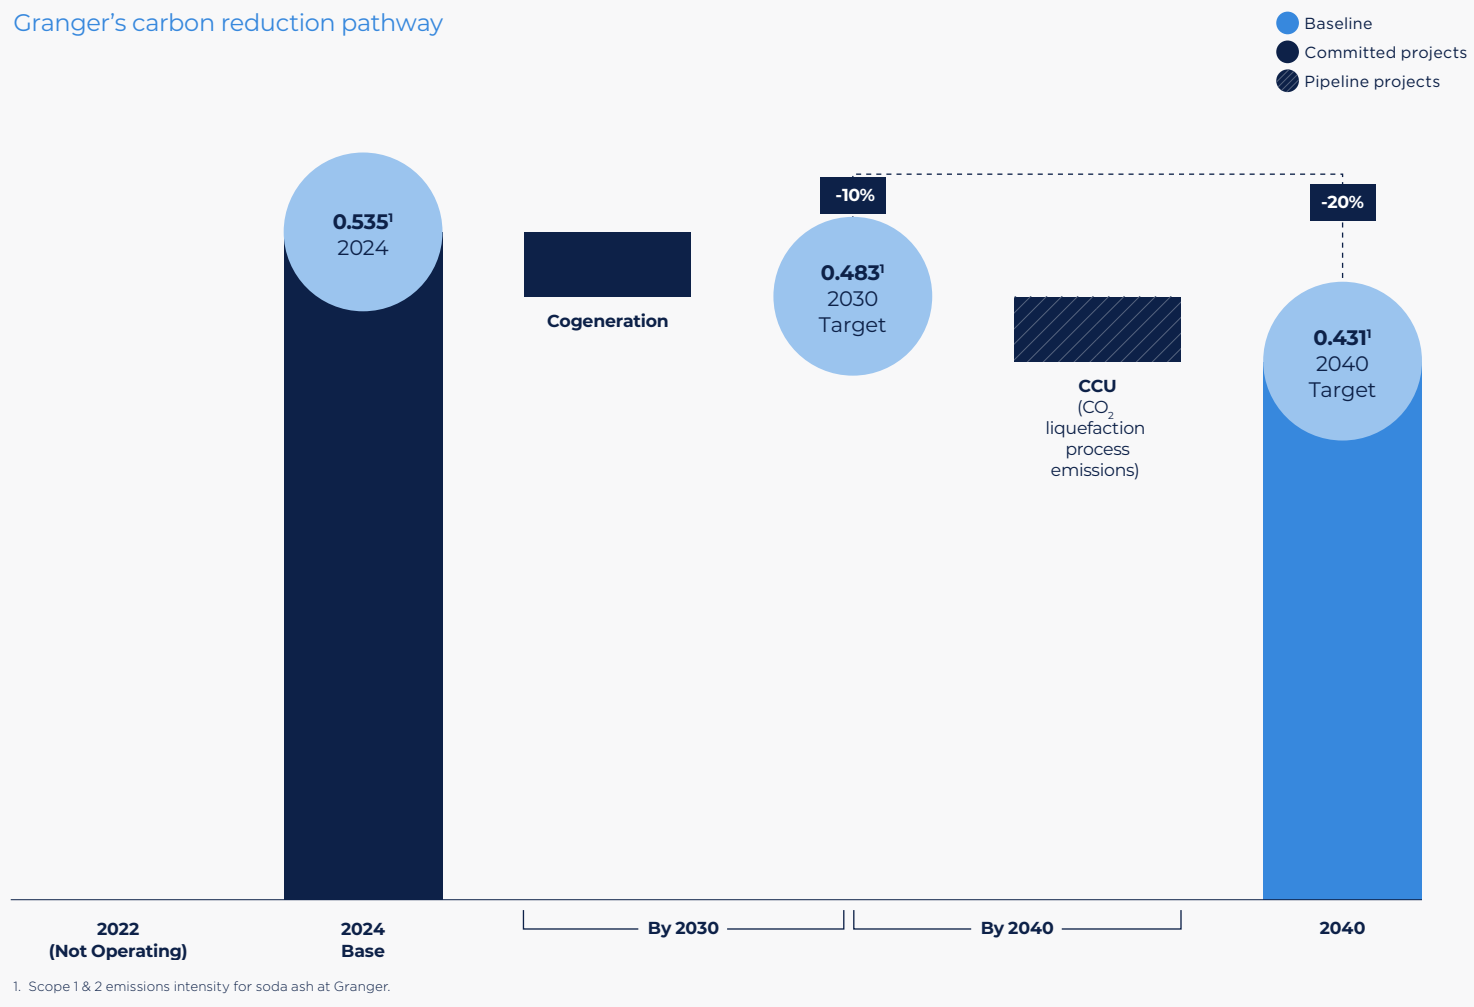 Granger’s carbon reduction pathway
Baseline
Committed projects
Pipeline projects
0.535¹
2024
Cogeneration
-10%
0.483¹
2030
Target
CCU
(CO₂
liquefaction
process
emissions)
-20%
0.431¹
2040
Target
2022
(Not Operating)
2024
Base
By 2030
By 2040
2040
1. Scope 1 & 2 emissions intensity for soda ash at Granger.